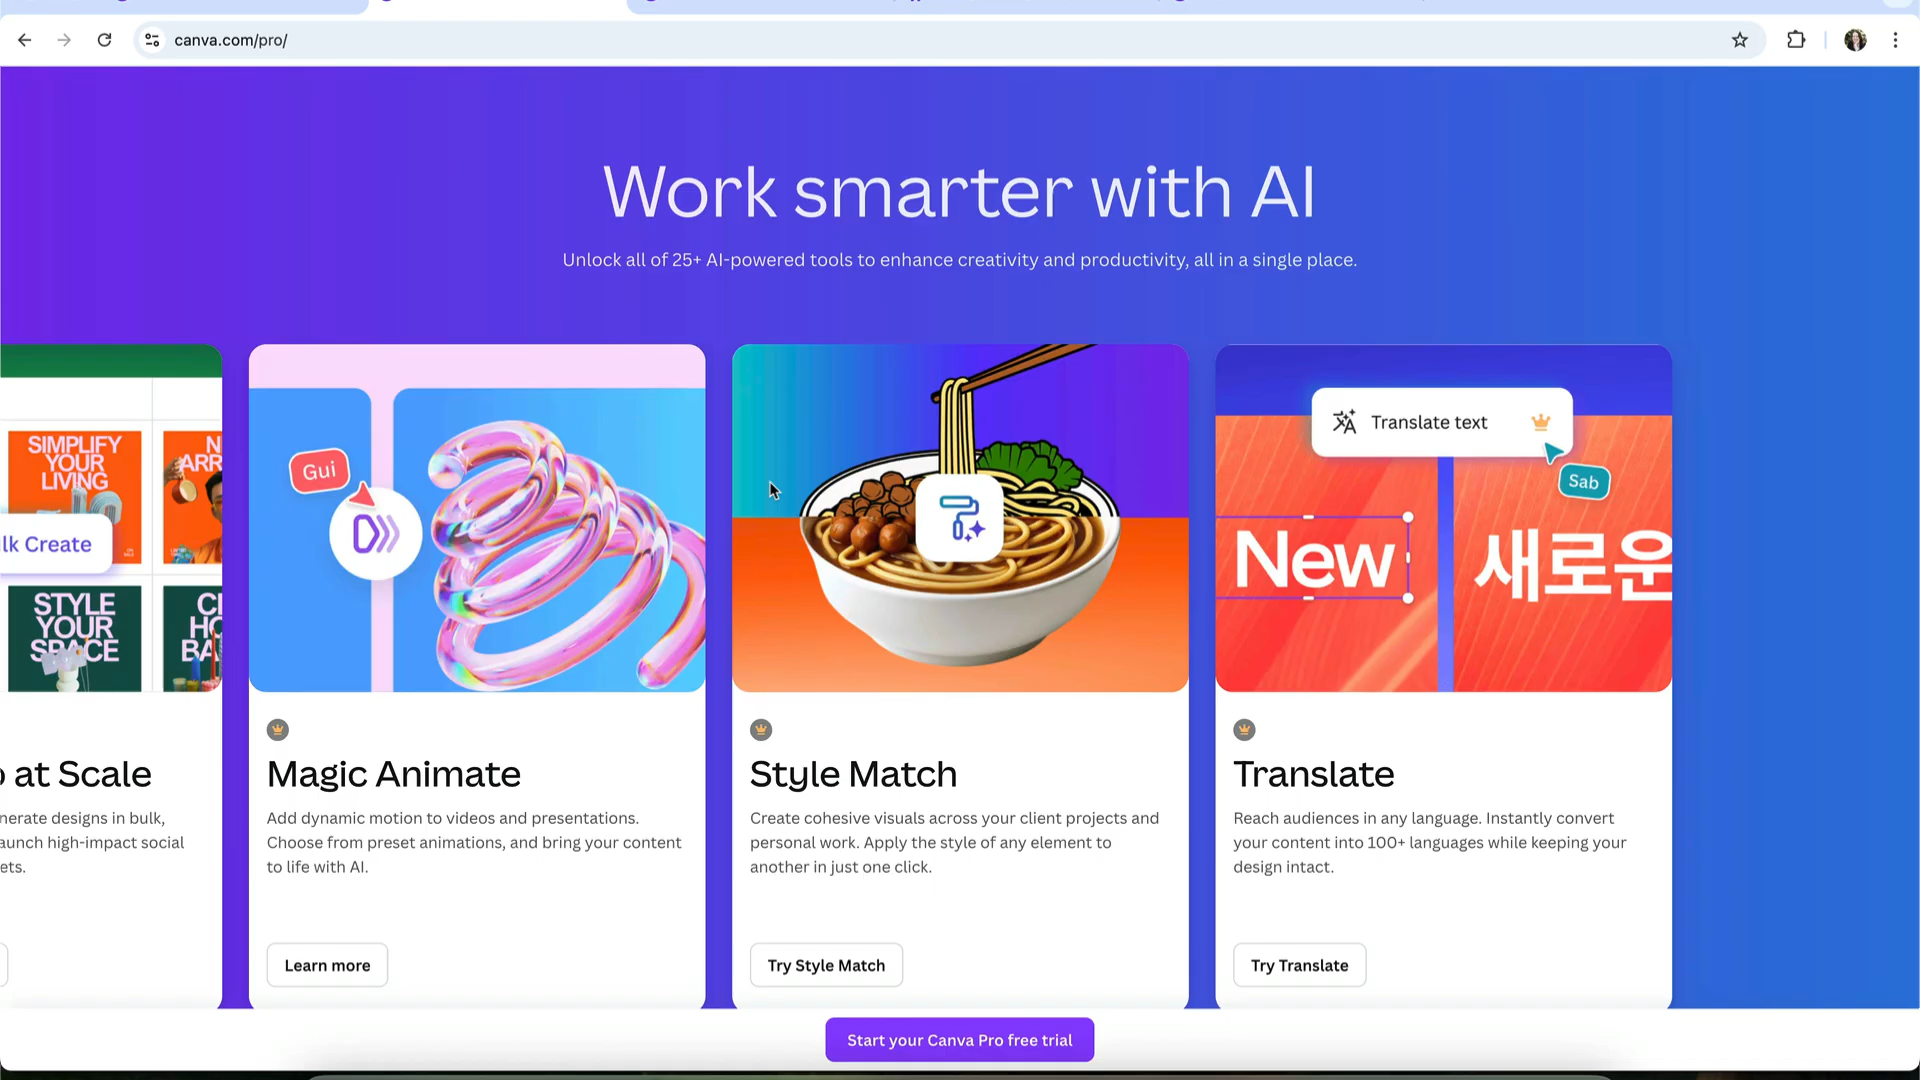 canva.com/pro/
Work smarter with AI
Unlock all of 25+ AI-powered tools to enhance creativity and productivity, all in a single place.
SIMPLIFY
YOUR
LIVING
lk Create
STYLE
YOUR
SPACE
at Scale
nerate designs in bulk,
aunch high-impact social
ets.
Gui
Magic Animate
Add dynamic motion to videos and presentations.
Choose from preset animations, and bring your content
to life with AI.
Learn more
Style Match
Create cohesive visuals across your client projects and
personal work. Apply the style of any element to
another in just one click.
Try Style Match
Translate text
Sab
New
새로운
Translate
Reach audiences in any language. Instantly convert
your content into 100+ languages while keeping your
design intact.
Try Translate
Start your Canva Pro free trial